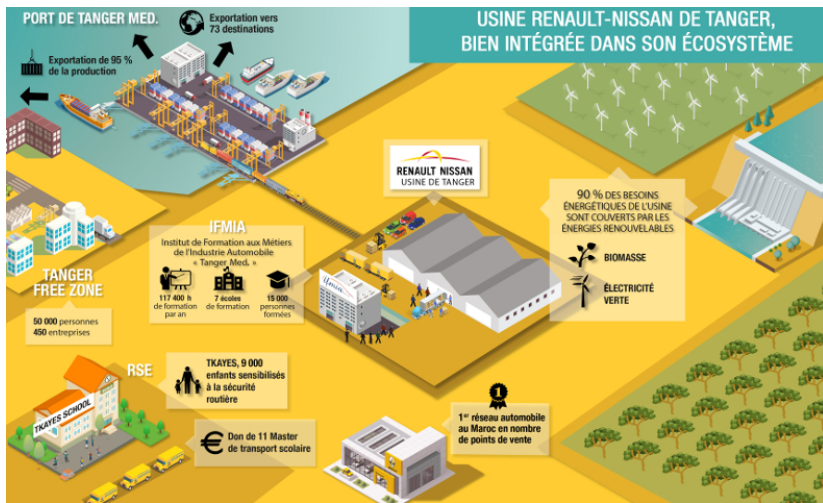 PORT DE TANGER MED.
Exportation vers
73 destinations
Exportation de 95 %
de la production
USINE RENAULT-NISSAN DE TANGER,
BIEN INTÉGRÉE DANS SON ÉCOSYSTÈME
RENAULT NISSAN
USINE DE TANGER
90 % DES BESOINS
ÉNERGÉTIQUES DE L'USINE
SONT COUVERTS PAR LES
ÉNERGIES RENOUVELABLES
BIOMASSE
ÉLECTRICITÉ
VERTE
IFMIA
Institut de Formation aux Métiers
de l'Industrie Automobile
« Tanger Med. »
117 400 h
de formation
par an
7 écoles
de formation
15 000
personnes
formées
TANGER
FREE ZONE
50 000 personnes
450 entreprises
RSE
TKAYES, 9 000
enfants sensibilisés
à la sécurité
routière
TKAYES SCHOOL
Don de 11 Master
de transport scolaire
1
1er réseau automobile
au Maroc en nombre
de points de vente